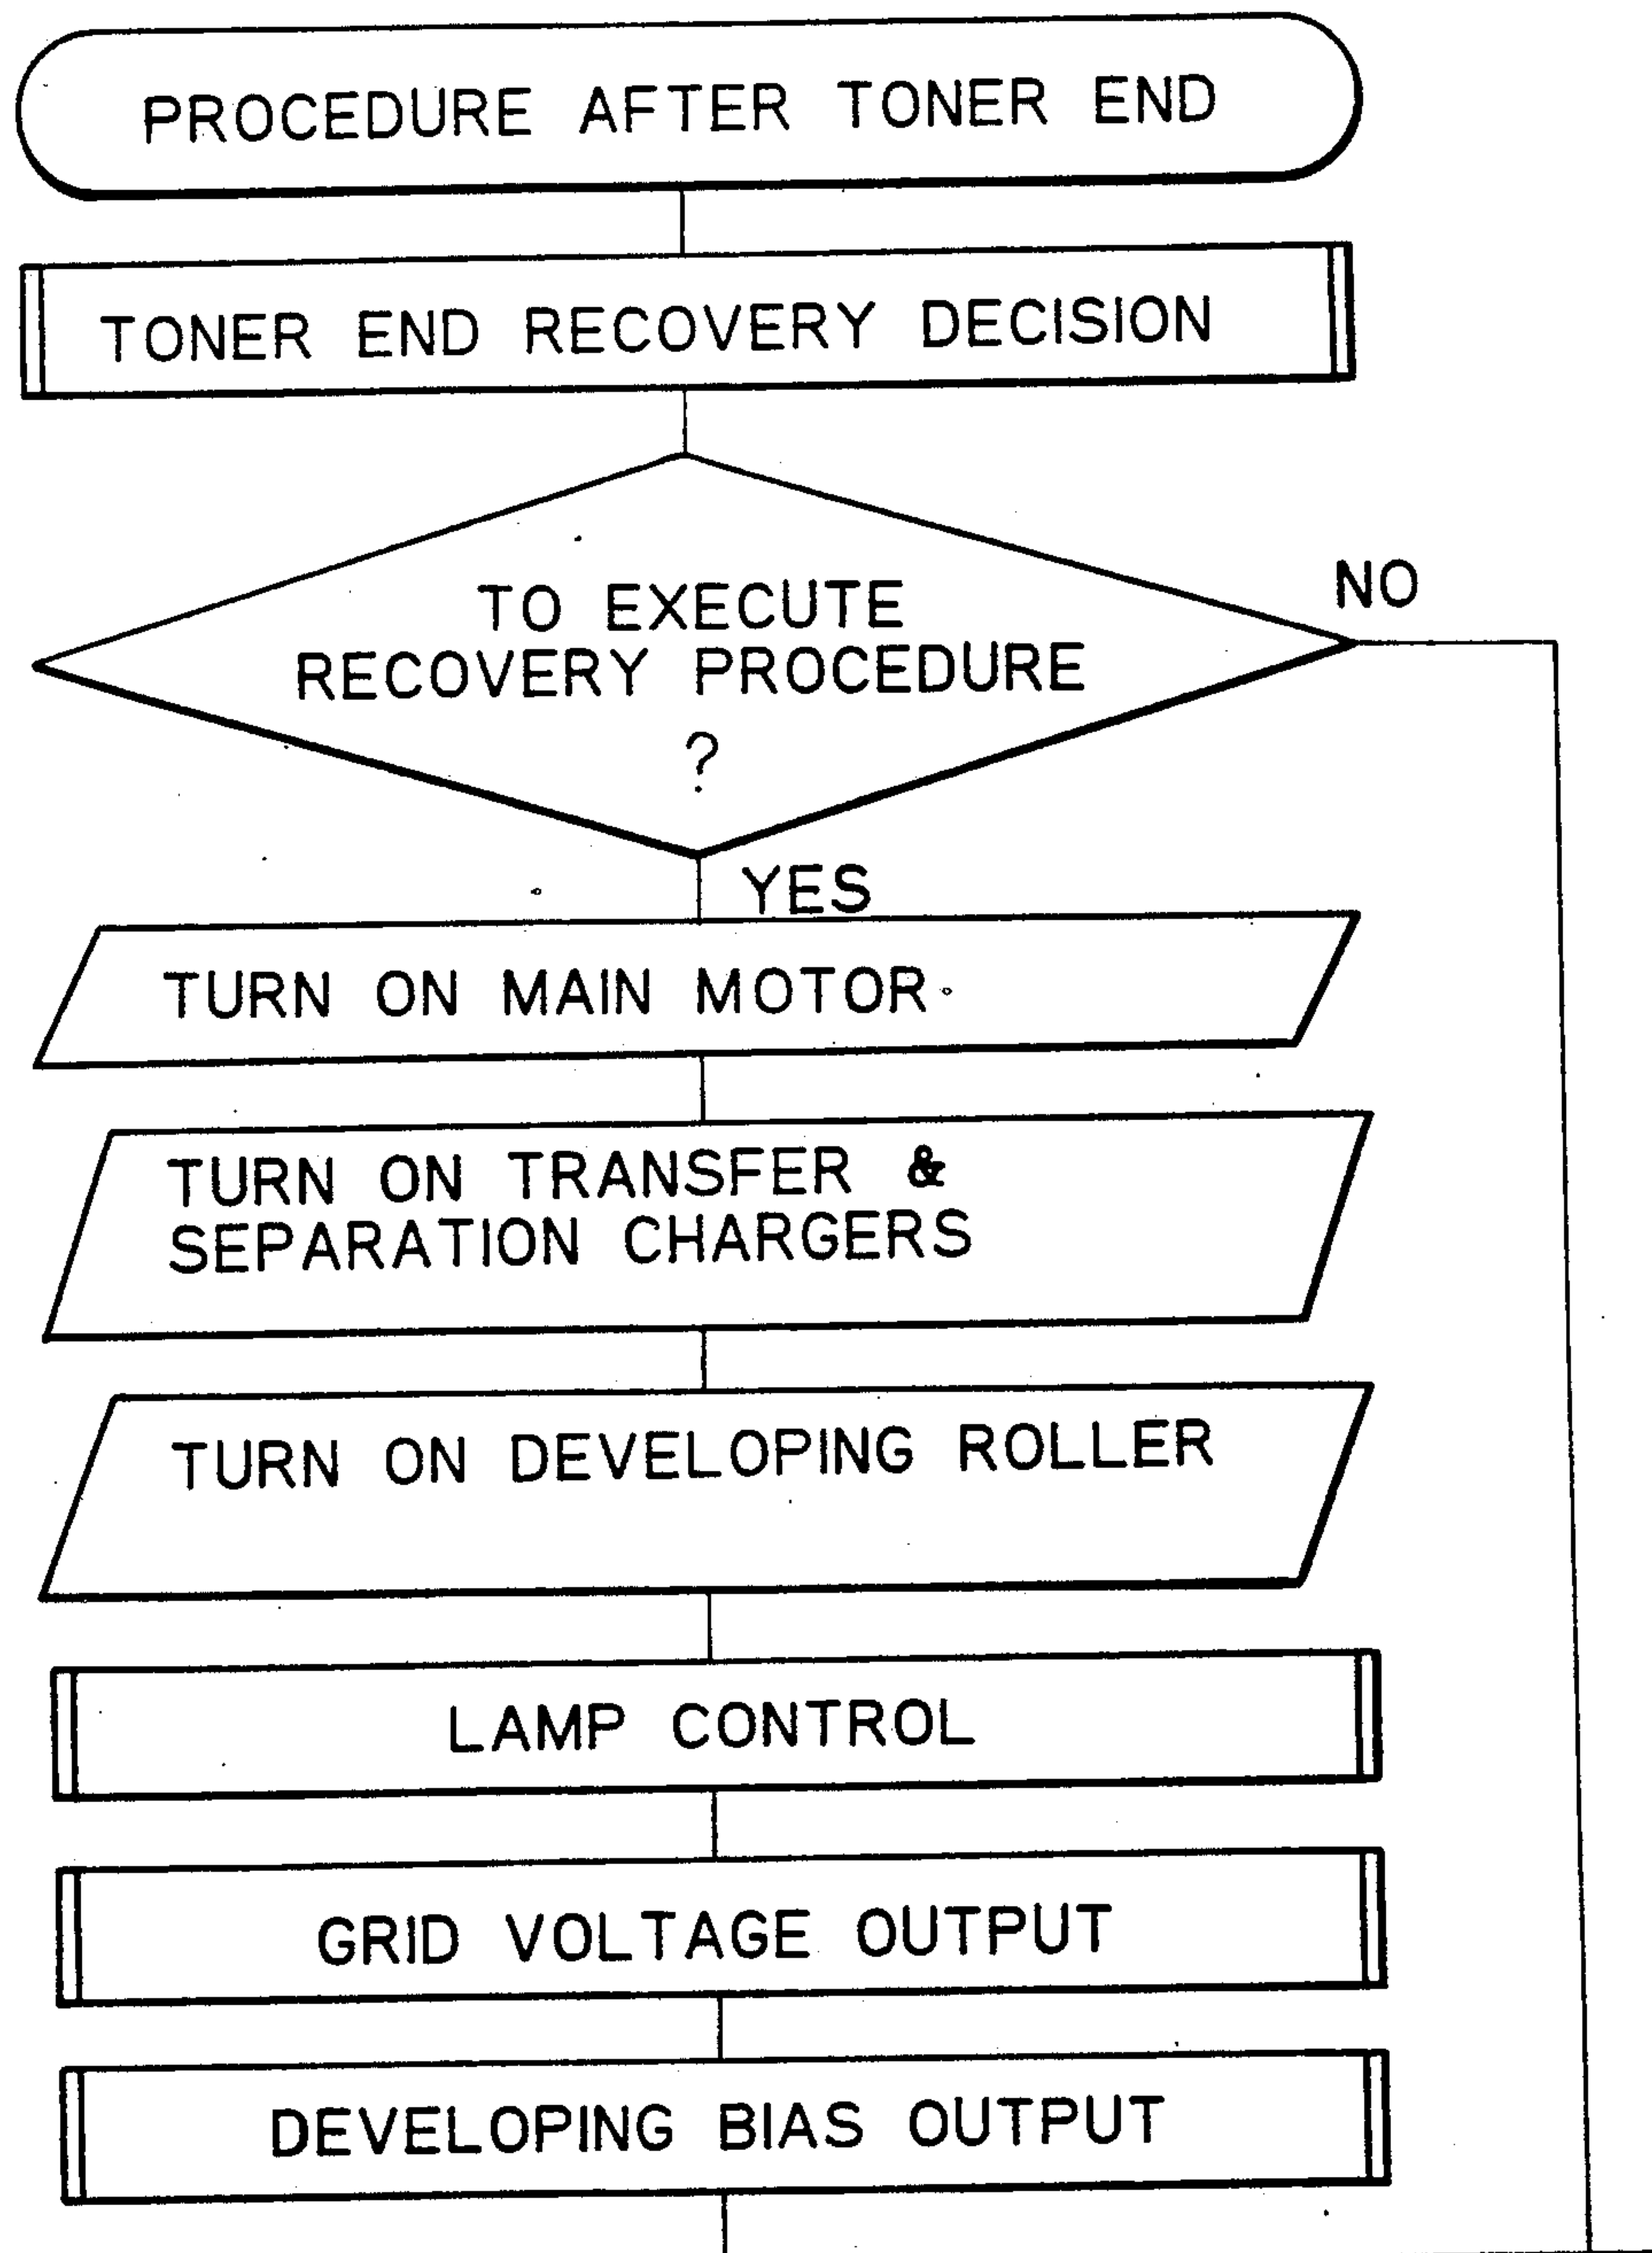 PROCEDURE AFTER TONER END
TONER END RECOVERY DECISION
TO EXECUTE
RECOVERY PROCEDURE
?
NO
YES
TURN ON MAIN MOTOR
TURN ON TRANSFER &
SEPARATION CHARGERS
TURN ON DEVELOPING ROLLER
LAMP CONTROL
GRID VOLTAGE OUTPUT
DEVELOPING BIAS OUTPUT